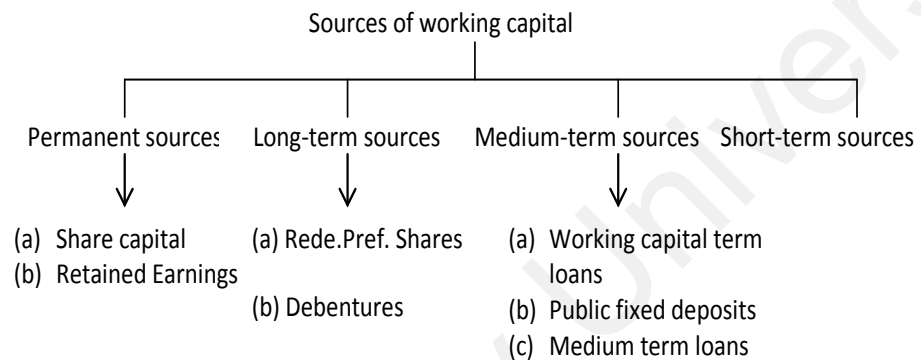 Sources of working capital
Permanent sources Long-term sources Medium-term sources Short-term sources
(a) Share capital
(b) Retained Earnings
(a) Rede.Pref. Shares
(b) Debentures
(a) Working capital term
loans
(b) Public fixed deposits
(c) Medium term loans